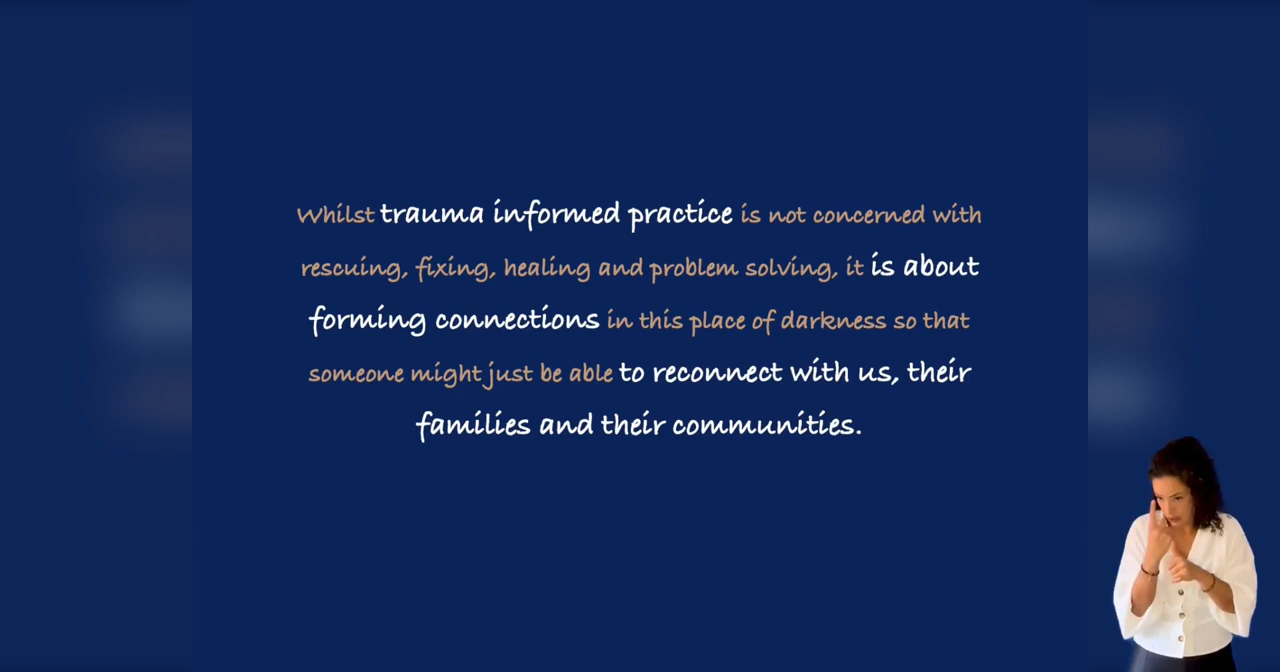 Whilst trauma informed practice is not concerned with
rescuing, fixing, healing and problem solving, it is about
forming connections in this place of darkness so that
someone might just be able to reconnect with us, their
families and their communities.